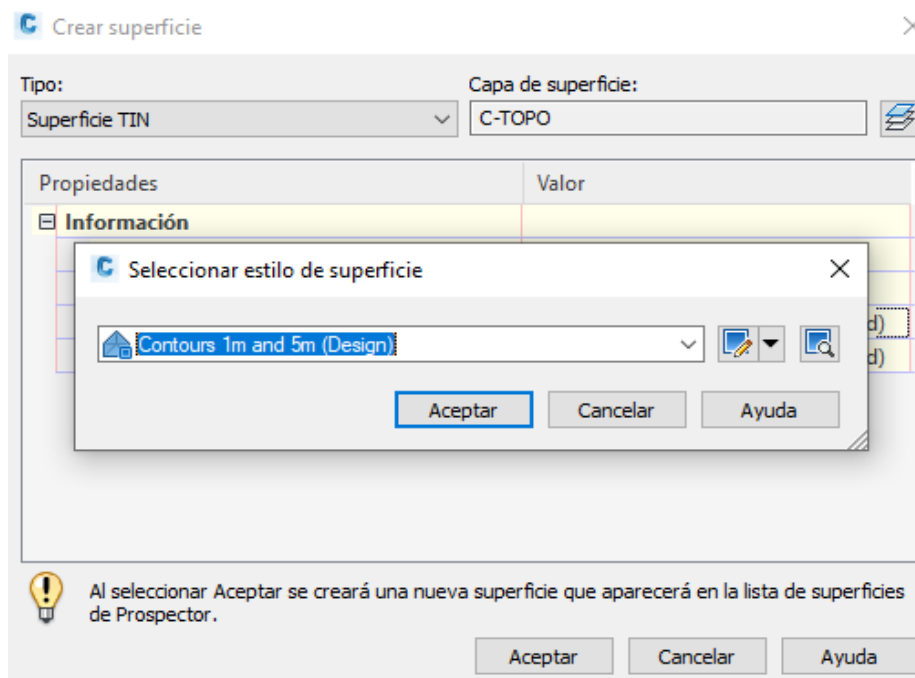 Crear superficie
Tipo:
Capa de superficie:
Superficie TIN
C-TOPO
Propiedades
Valor
Información
Seleccionar estilo de superficie
d)
Contours 1m and 5m (Design)
d)
Aceptar
Cancelar
Ayuda
Al seleccionar Aceptar se creará una nueva superficie que aparecerá en la lista de superficies
de Prospector.
Aceptar
Cancelar
Ayuda